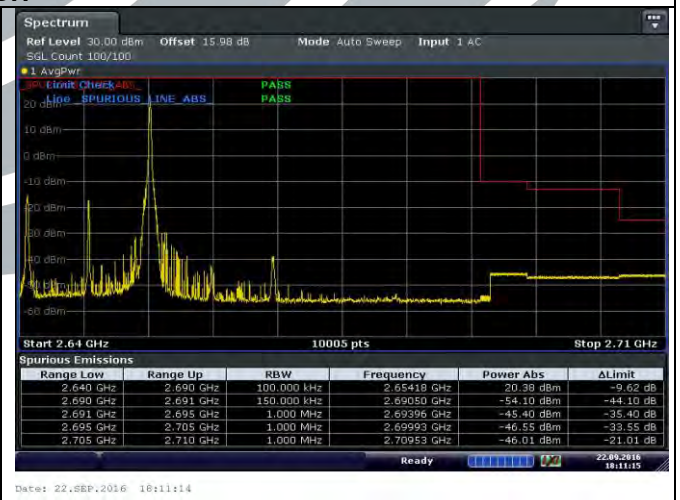 Spectrum
Ref Level 30.00 dBm Offset 15.98 dB Mode Auto Sweep Input 1 AC
SGL Count 100/100
1 AvgPwr
Limit Check PASS
20 dBm
Line _SPURIOUS_LINE_ABS_ PASS
10 dBm
0 dBm
-10 dBm
-20 dBm
-30 dBm
-40 dBm
-50 dBm
-60 dBm
Start 2.64 GHz 10005 pts Stop 2.71 GHz
Spurious Emissions
Range Low Range Up RBW Frequency Power Abs ΔLimit
2.640 GHz 2.690 GHz 100.000 kHz 2.65418 GHz 20.38 dBm -9.62 dB
2.690 GHz 2.691 GHz 150.000 kHz 2.69050 GHz -54.10 dBm -44.10 dB
2.691 GHz 2.695 GHz 1.000 MHz 2.69396 GHz -45.40 dBm -35.40 dB
2.695 GHz 2.705 GHz 1.000 MHz 2.69993 GHz -46.55 dBm -33.55 dB
2.705 GHz 2.710 GHz 1.000 MHz 2.70953 GHz -46.01 dBm -21.01 dB
Ready 22.09.2016
18:11:15
Date: 22.SEP.2016 18:11:14